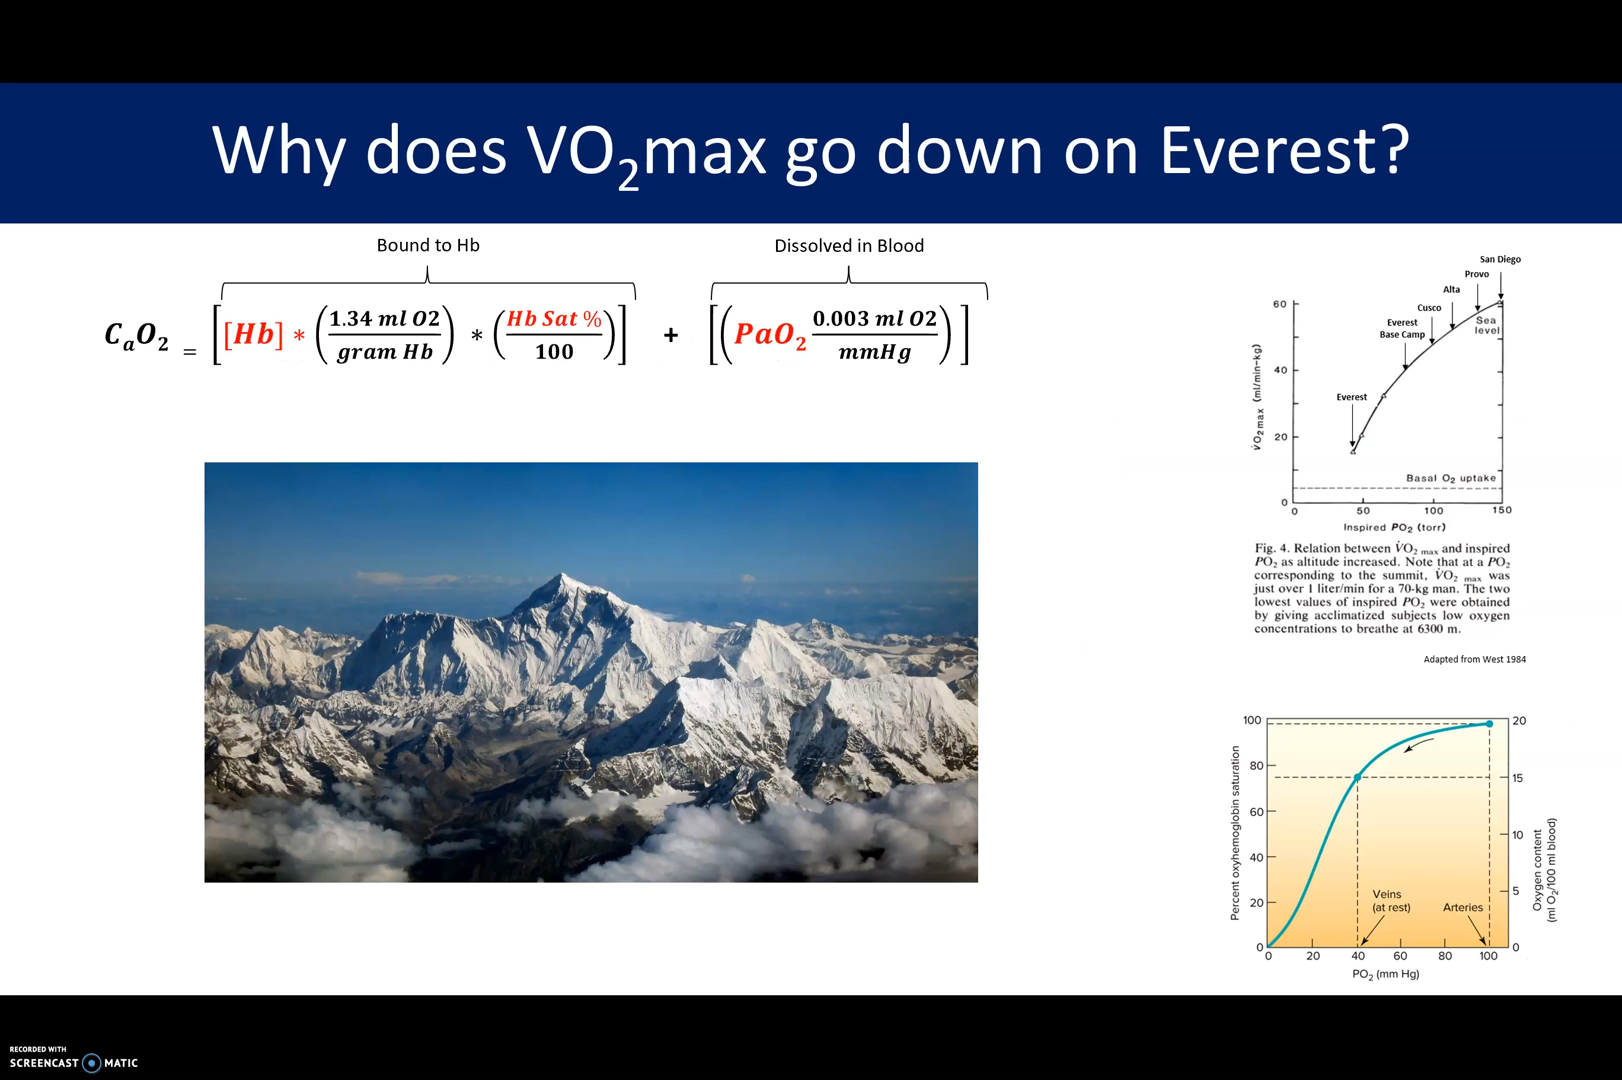 Why does VO₂max go down on Everest?
Bound to Hb
Dissolved in Blood
CₐO₂ = [[Hb] * (1.34 ml O2 / gram Hb) * (Hb Sat % / 100)] + [(PaO₂ 0.003 ml O2 / mmHg)]
San Diego
Provo
Alta
Cusco
Everest
Base Camp
Everest
Sea
level
60
40
20
0
V̇O₂max (ml/min-kg)
Basal O₂ uptake
0 50 100 150
Inspired PO₂ (torr)
Fig. 4. Relation between V̇O₂ max and inspired
PO₂ as altitude increased. Note that at a PO₂
corresponding to the summit, V̇O₂ max was
just over 1 liter/min for a 70-kg man. The two
lowest values of inspired PO₂ were obtained
by giving acclimatized subjects low oxygen
concentrations to breathe at 6300 m.
Adapted from West 1984
Percent oxyhemoglobin saturation
100
80
60
40
20
0
20
15
10
5
0
Oxygen content
(ml O₂/100 ml blood)
Veins
(at rest)
Arteries
0 20 40 60 80 100
PO₂ (mm Hg)
RECORDED WITH
SCREENCAST MATIC